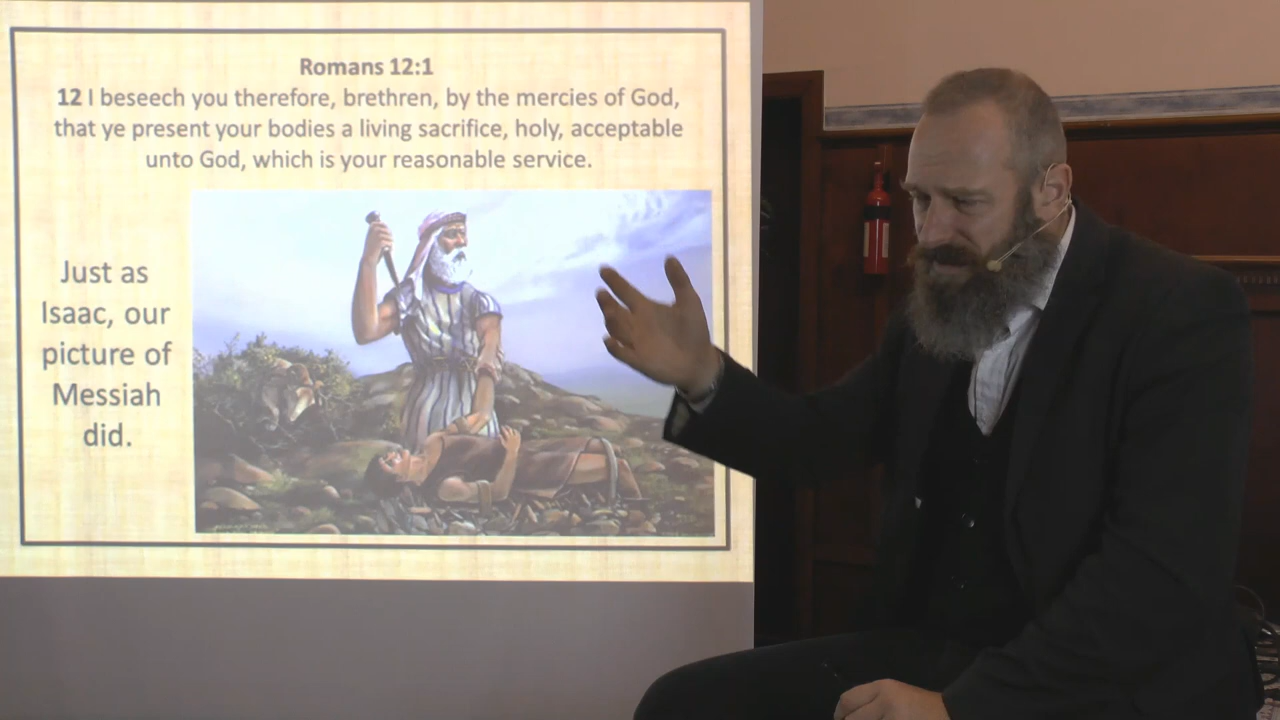 Romans 12:1
12 I beseech you therefore, brethren, by the mercies of God,
that ye present your bodies a living sacrifice, holy, acceptable
unto God, which is your reasonable service.
Just as
Isaac, our
picture of
Messiah
did.